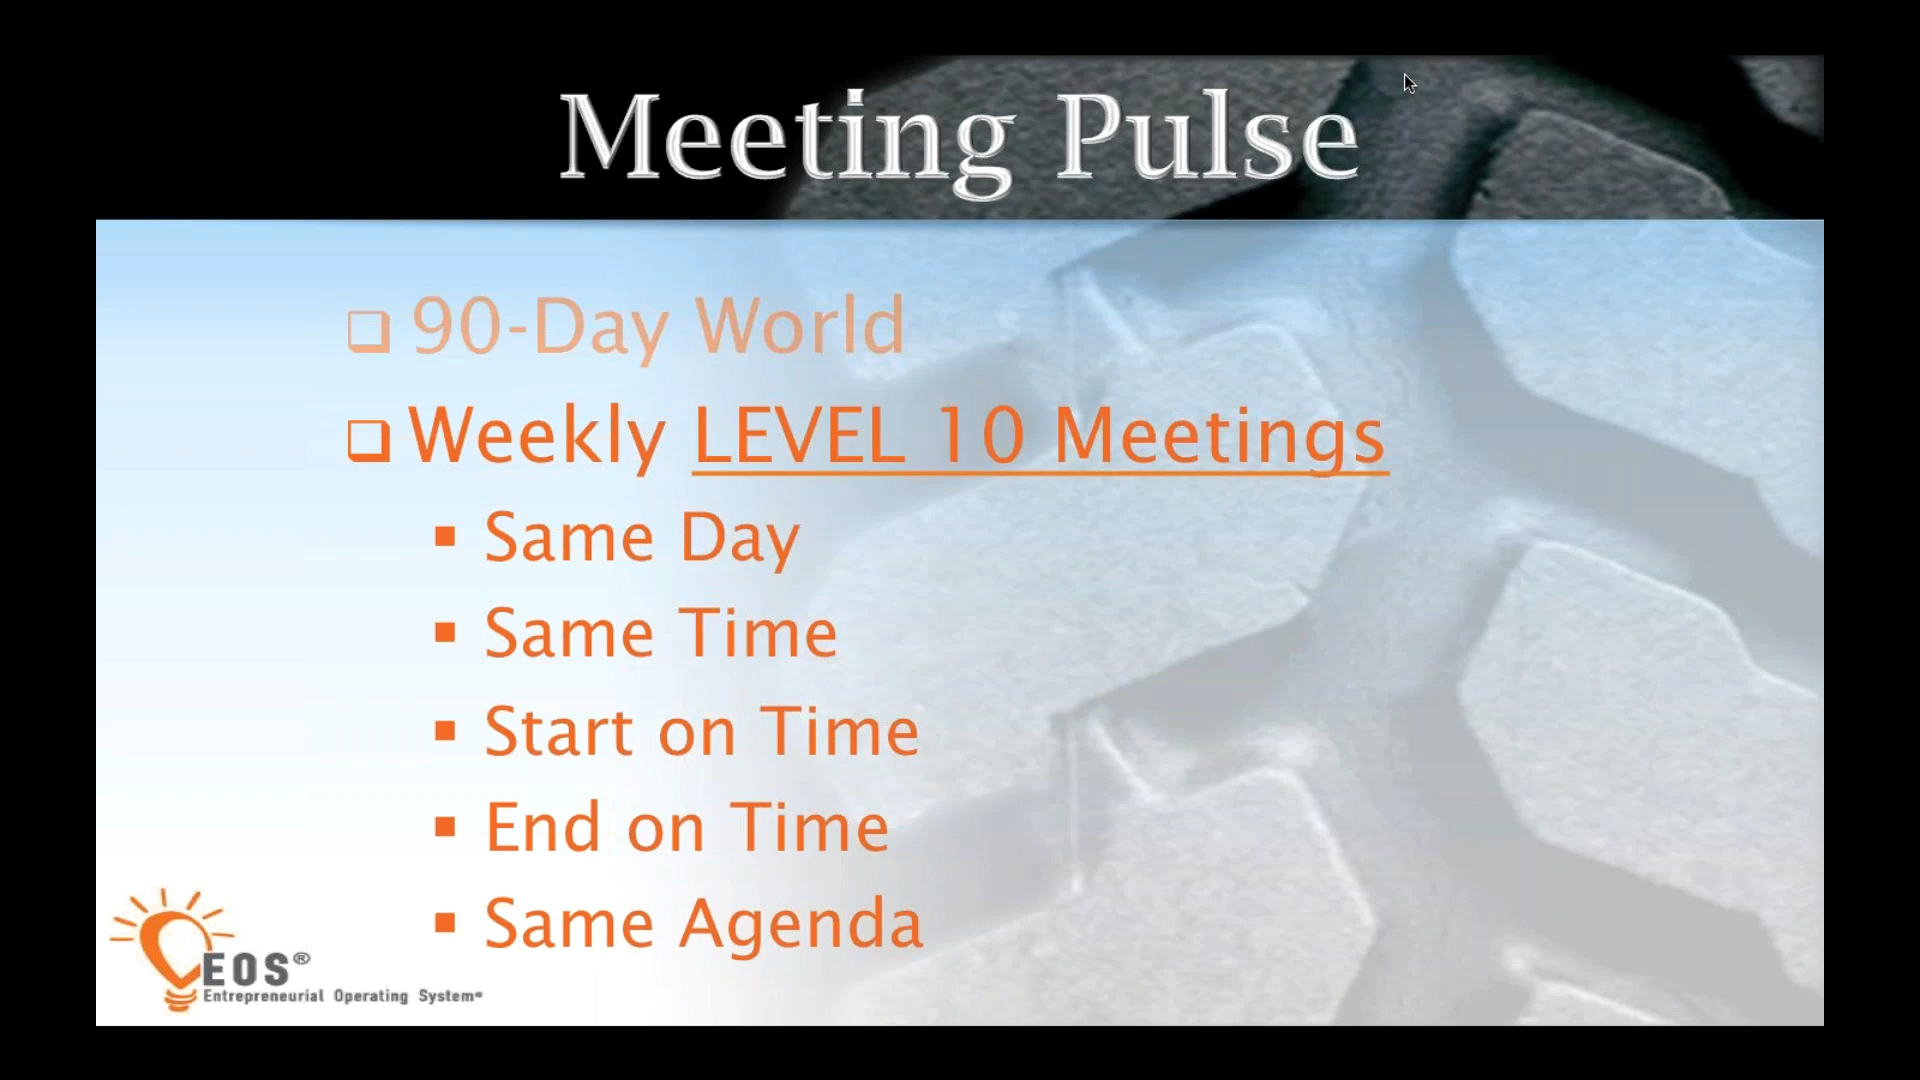 Meeting Pulse
❑ 90-Day World
❑ Weekly LEVEL 10 Meetings
▪ Same Day
▪ Same Time
▪ Start on Time
▪ End on Time
▪ Same Agenda
EOS®
Entrepreneurial Operating System®